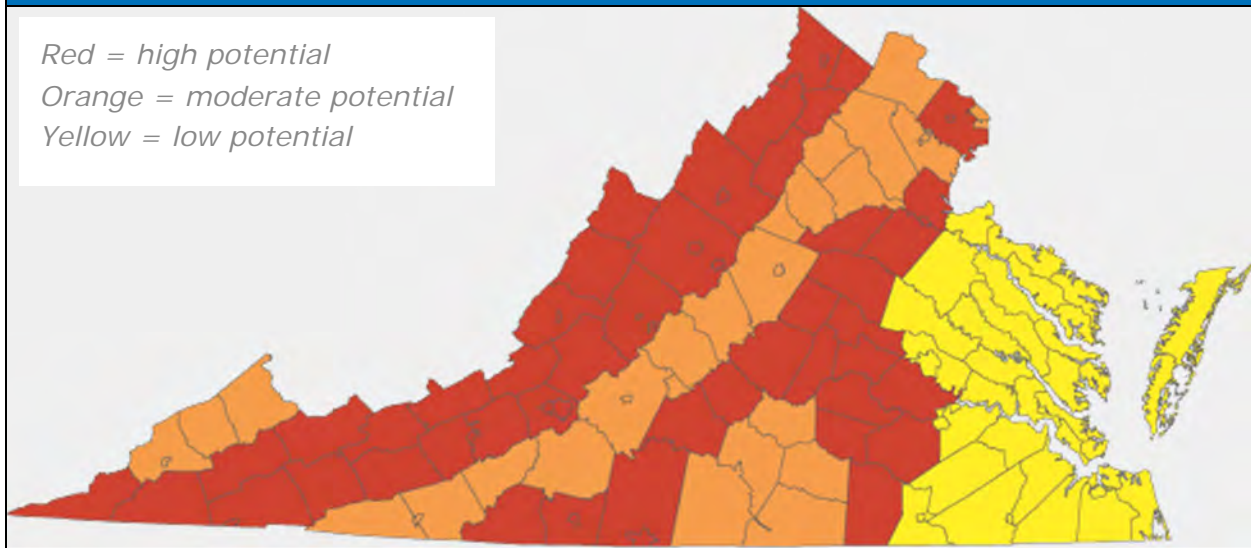 Red = high potential
Orange = moderate potential
Yellow = low potential